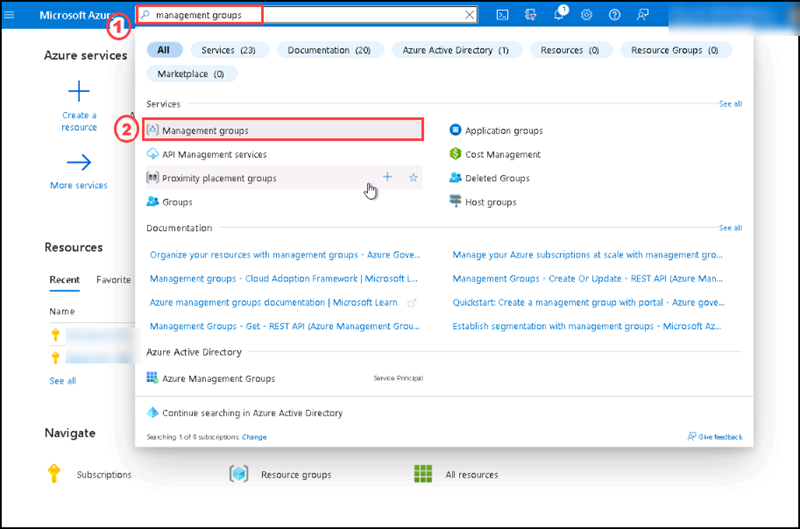 Microsoft Azure
1
management groups
1
Azure services
Create a
resource
A
More services
All
Services (23)
Documentation (20)
Azure Active Directory (1)
Resources (0)
Resource Groups (0)
Marketplace (0)
Services
See all
2
Management groups
Application groups
API Management services
Cost Management
Proximity placement groups
Deleted Groups
Groups
Host groups
Documentation
See all
Organize your resources with management groups - Azure Gove...
Manage your Azure subscriptions at scale with management gro...
Management groups - Cloud Adoption Framework | Microsoft L...
Management Groups - Create Or Update - REST API (Azure Man...
Azure management groups documentation | Microsoft Learn
Quickstart: Create a management group with portal - Azure gove...
Management Groups - Get - REST API (Azure Management Grou...
Establish segmentation with management groups - Microsoft Az...
Azure Active Directory
Azure Management Groups
Service Principal
Continue searching in Azure Active Directory
Searching 1 of 6 subscriptions. Change
Give feedback
Resources
Recent
Favorite
Name
See all
Navigate
Subscriptions
Resource groups
All resources